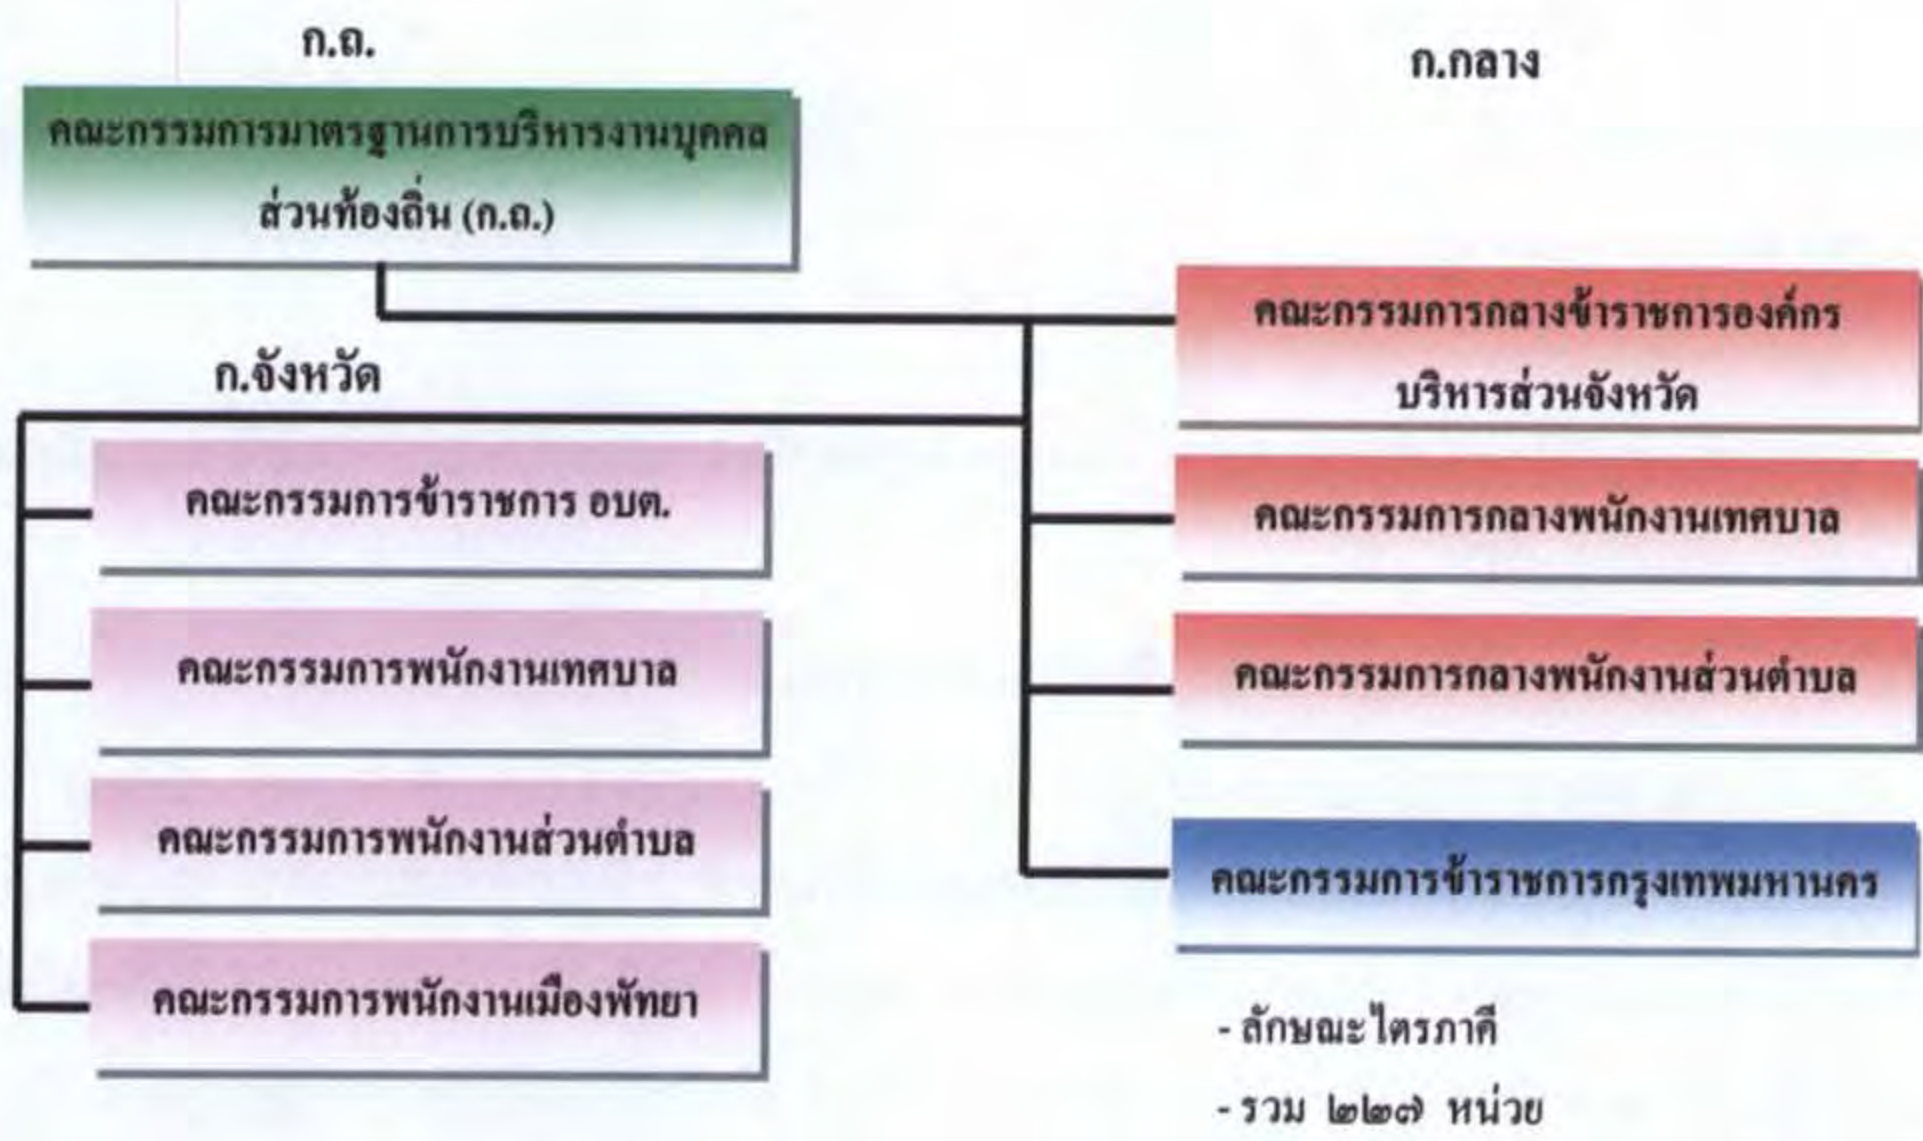 ก.ถ.
ก.กลาง
คณะกรรมการมาตรฐานการบริหารงานบุคคล
ส่วนท้องถิ่น (ก.ถ.)
คณะกรรมการกลางข้าราชการองค์กร
บริหารส่วนจังหวัด
ก.จังหวัด
คณะกรรมการข้าราชการ อบต.
คณะกรรมการพนักงานเทศบาล
คณะกรรมการพนักงานส่วนตำบล
คณะกรรมการพนักงานเมืองพัทยา
คณะกรรมการกลางพนักงานเทศบาล
คณะกรรมการกลางพนักงานส่วนตำบล
คณะกรรมการข้าราชการกรุงเทพมหานคร
- ลักษณะไตรภาคี
- รวม ๒๒๗ หน่วย